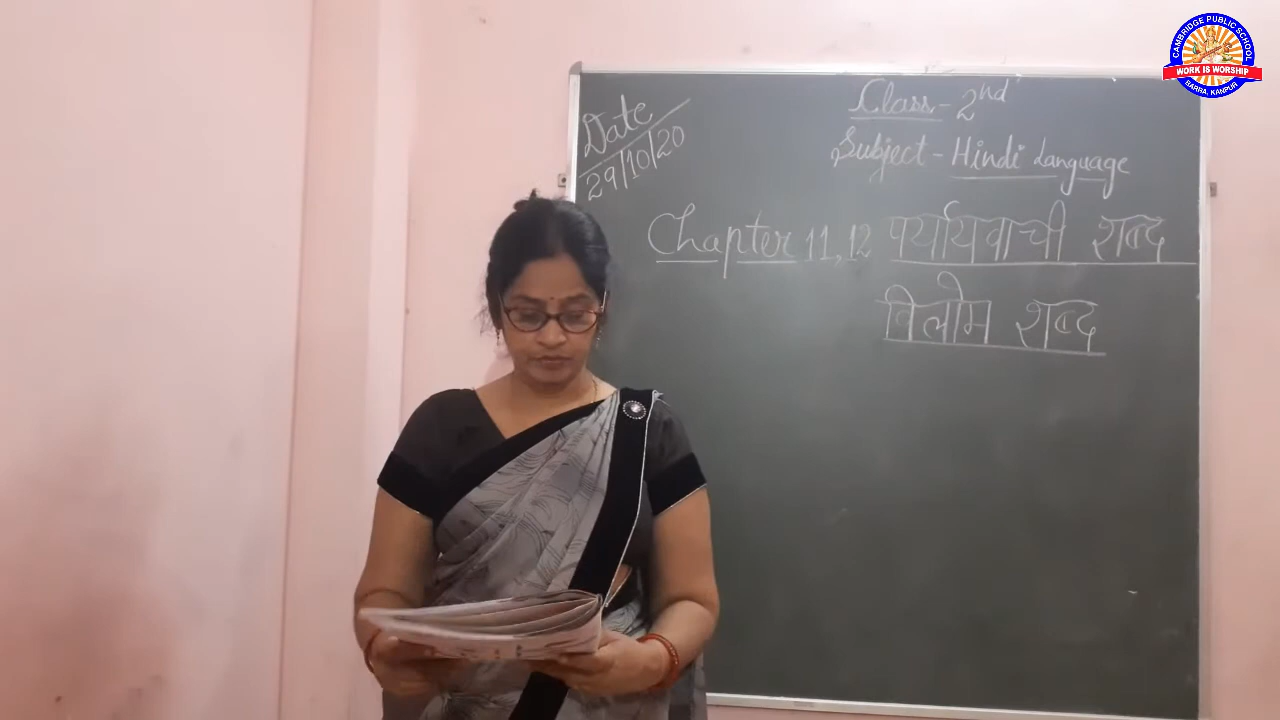 Date
29/10/20
Class - 2nd
Subject - Hindi Language
Chapter 11, 12 पर्यायवाची शब्द
विलोम शब्द
CAMBRIDGE PUBLIC SCHOOL
WORK IS WORSHIP
BARRA, KANPUR